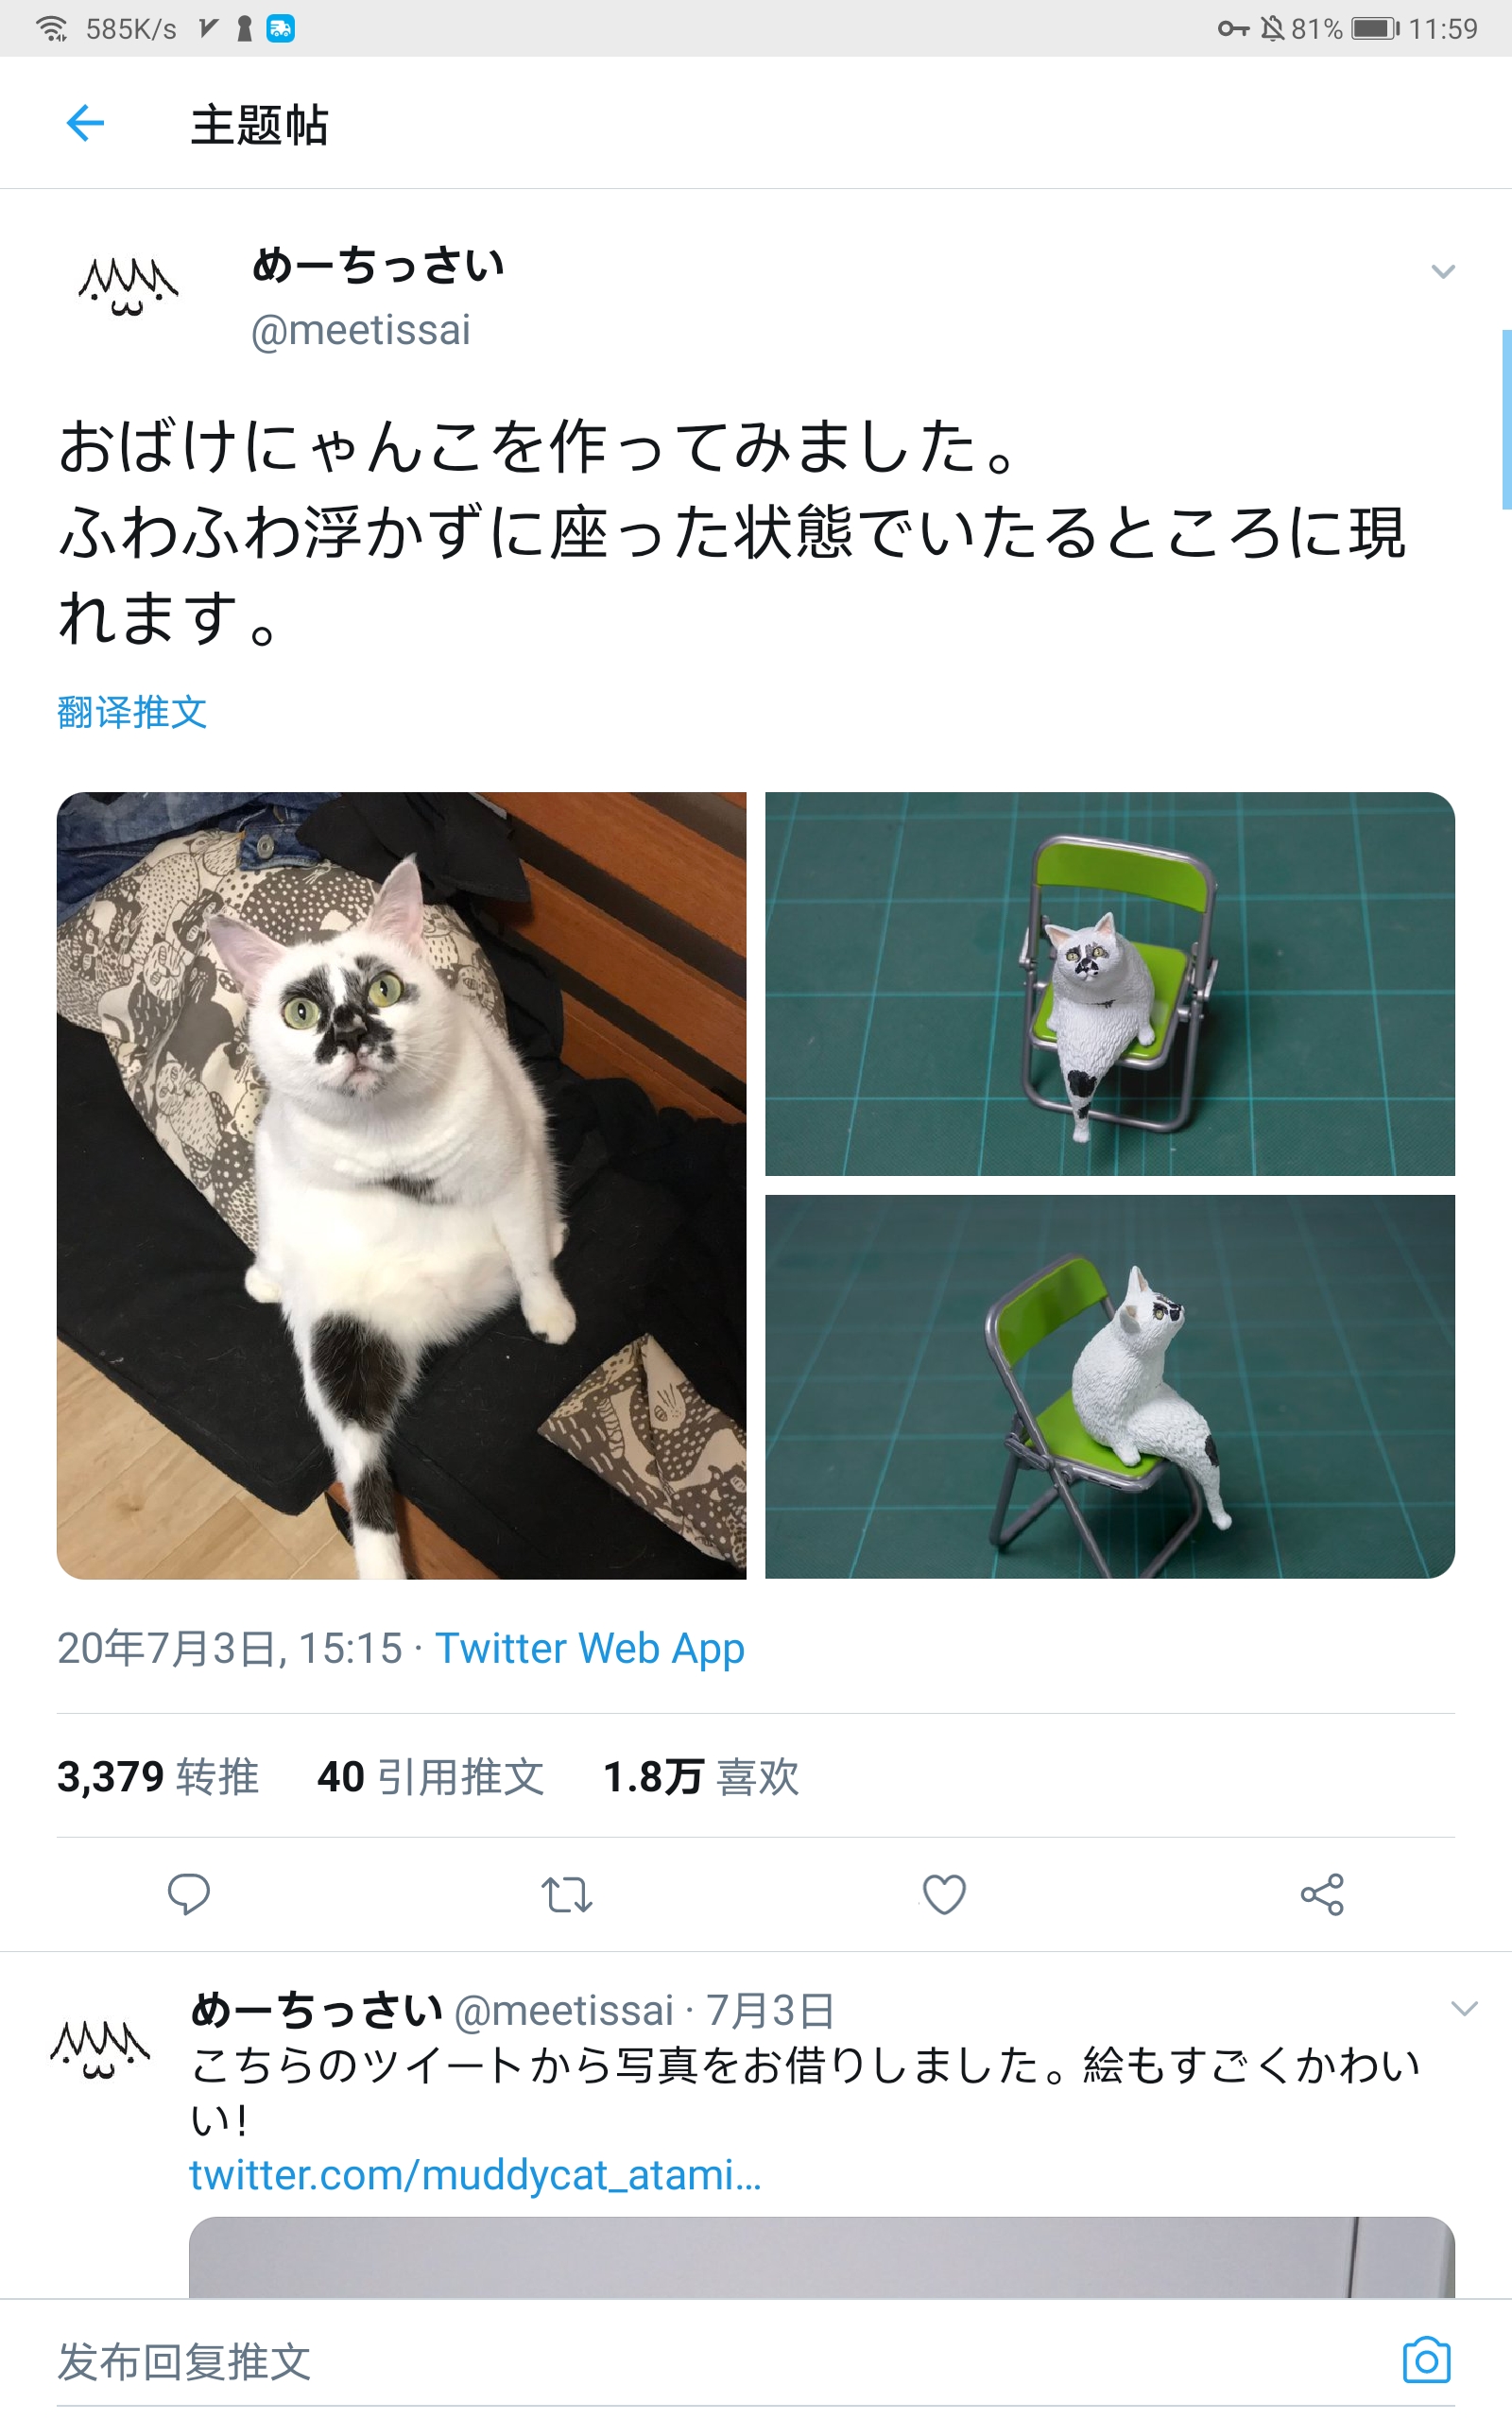 585K/s
81% 11:59
主题帖
めーちっさい
@meetissai
おばけにゃんこを作ってみました。
ふわふわ浮かずに座った状態でいたるところに現
れます。
翻译推文
20年7月3日, 15:15 · Twitter Web App
3,379 转推 40 引用推文 1.8万 喜欢
めーちっさい @meetissai · 7月3日
こちらのツイートから写真をお借りしました。絵もすごくかわい
い!
twitter.com/muddycat_atami...
发布回复推文